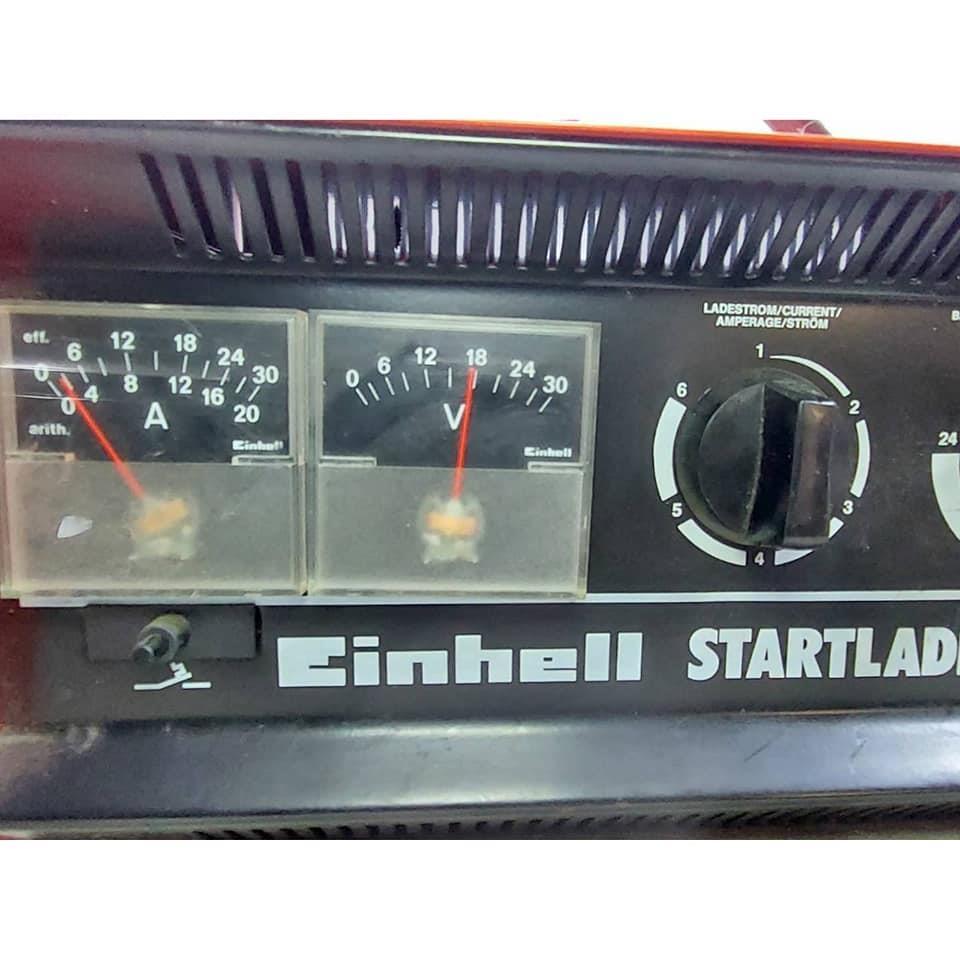 eff.
0 6 12 18 24 30
0 4 8 12 16 20
A
arith.
Einhell
0 6 12 18 24 30
V
Einhell
LADESTROM/CURRENT/
AMPERAGE/STRÖM
1
2
3
4
5
6
24
Einhell STARTLAD